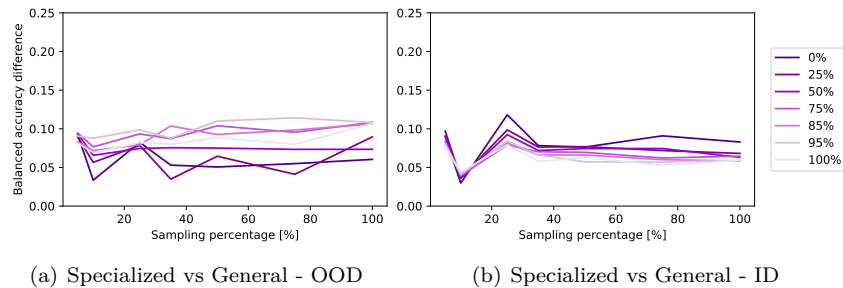 Balanced accuracy difference
0.25
0.20
0.15
0.10
0.05
0.00
20 40 60 80 100
Sampling percentage [%]
(a) Specialized vs General - OOD
0.25
0.20
0.15
0.10
0.05
0.00
20 40 60 80 100
Sampling percentage [%]
(b) Specialized vs General - ID
0%
25%
50%
75%
85%
95%
100%